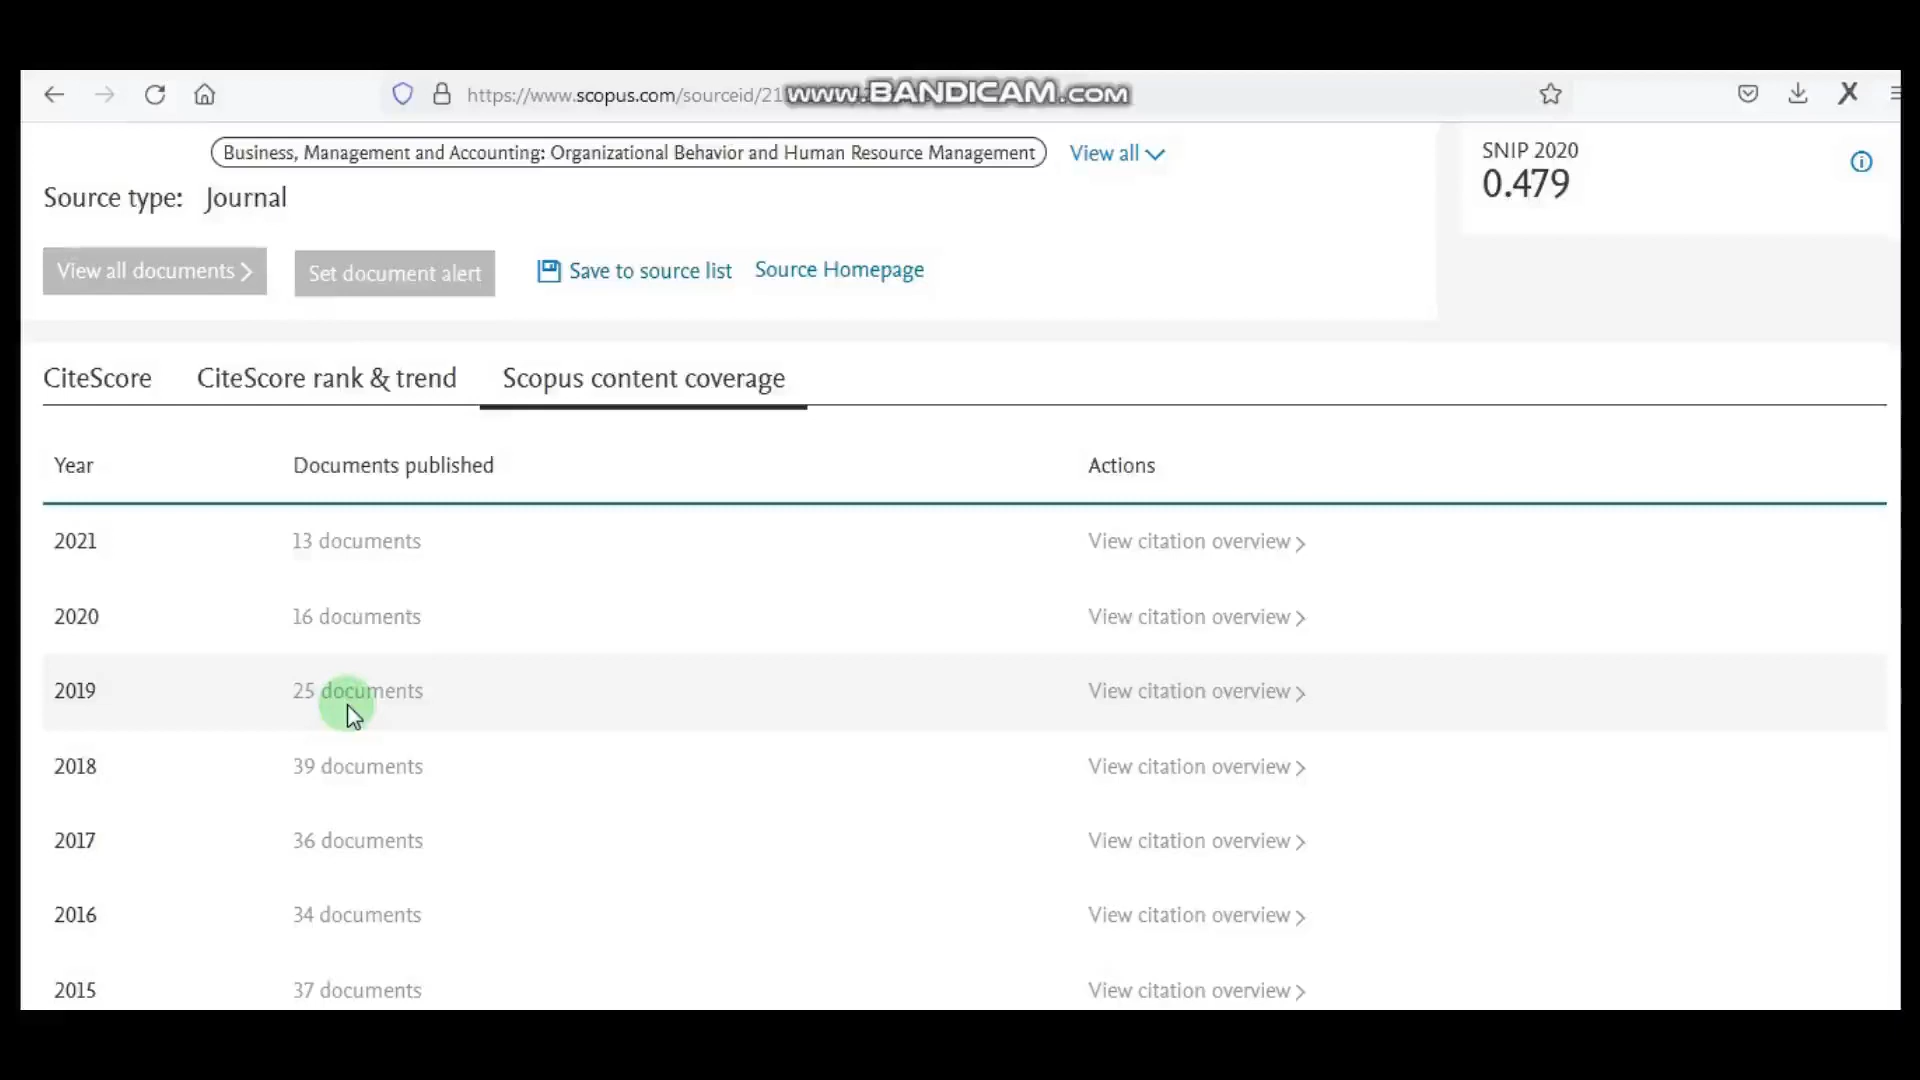 https://www.scopus.com/sourceid/21
www.BANDICAM.com
Business, Management and Accounting: Organizational Behavior and Human Resource Management
View all
SNIP 2020
0.479
Source type: Journal
View all documents >
Set document alert
Save to source list
Source Homepage
CiteScore
CiteScore rank & trend
Scopus content coverage
Year Documents published Actions
2021 13 documents View citation overview >
2020 16 documents View citation overview >
2019 25 documents View citation overview >
2018 39 documents View citation overview >
2017 36 documents View citation overview >
2016 34 documents View citation overview >
2015 37 documents View citation overview >